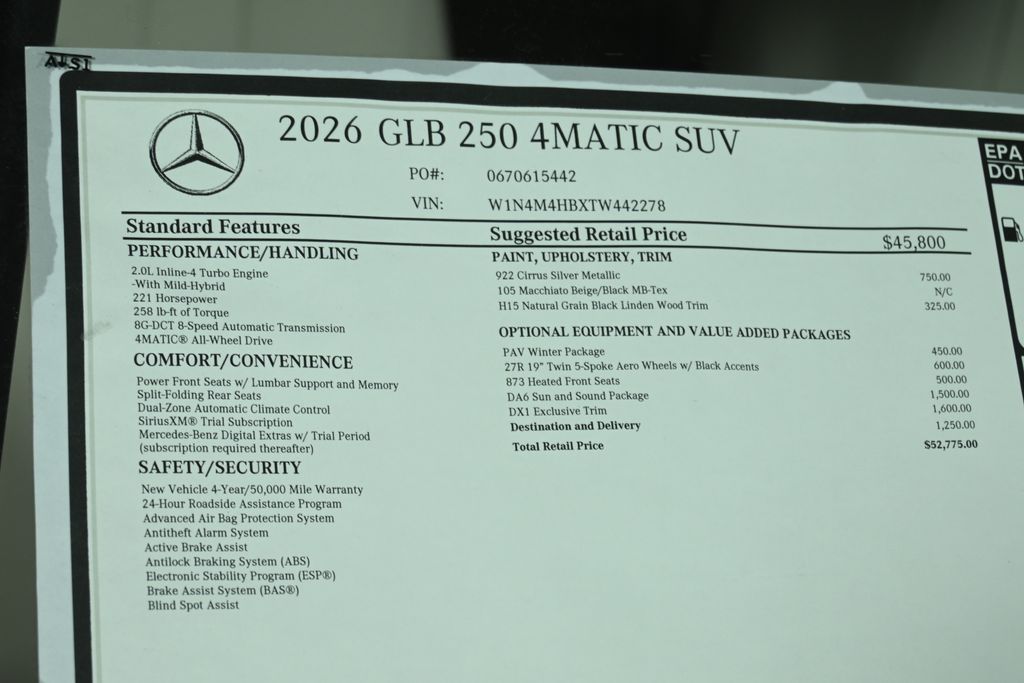 2026 GLB 250 4MATIC SUV
PO#: 0670615442
VIN: W1N4M4HBXTW442278
Standard Features
PERFORMANCE/HANDLING
2.0L Inline-4 Turbo Engine
-With Mild-Hybrid
221 Horsepower
258 lb-ft of Torque
8G-DCT 8-Speed Automatic Transmission
4MATIC® All-Wheel Drive
COMFORT/CONVENIENCE
Power Front Seats w/ Lumbar Support and Memory
Split-Folding Rear Seats
Dual-Zone Automatic Climate Control
SiriusXM® Trial Subscription
Mercedes-Benz Digital Extras w/ Trial Period
(subscription required thereafter)
SAFETY/SECURITY
New Vehicle 4-Year/50,000 Mile Warranty
24-Hour Roadside Assistance Program
Advanced Air Bag Protection System
Antitheft Alarm System
Active Brake Assist
Antilock Braking System (ABS)
Electronic Stability Program (ESP®)
Brake Assist System (BAS®)
Blind Spot Assist
Suggested Retail Price $45,800
PAINT, UPHOLSTERY, TRIM
922 Cirrus Silver Metallic 750.00
105 Macchiato Beige/Black MB-Tex N/C
H15 Natural Grain Black Linden Wood Trim 325.00
OPTIONAL EQUIPMENT AND VALUE ADDED PACKAGES
PAV Winter Package 450.00
27R 19" Twin 5-Spoke Aero Wheels w/ Black Accents 600.00
873 Heated Front Seats 500.00
DA6 Sun and Sound Package 1,500.00
DX1 Exclusive Trim 1,600.00
Destination and Delivery 1,250.00
Total Retail Price $52,775.00
EPA
DOT